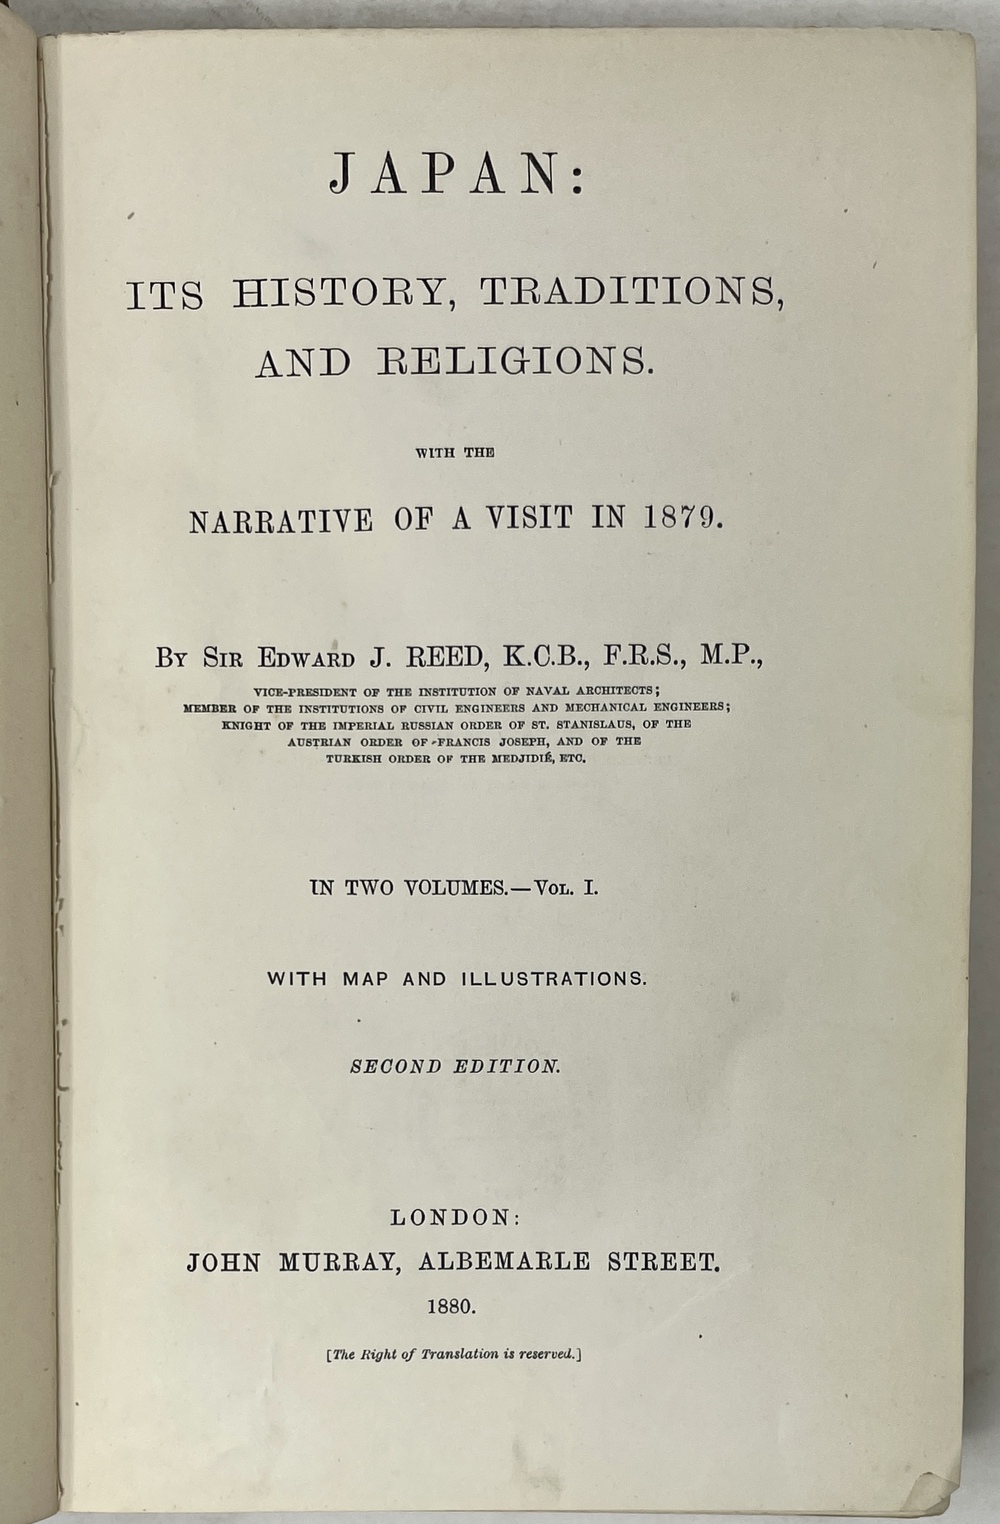 JAPAN:
ITS HISTORY, TRADITIONS,
AND RELIGIONS.
WITH THE
NARRATIVE OF A VISIT IN 1879.
BY SIR EDWARD J. REED, K.C.B., F.R.S., M.P.,
VICE-PRESIDENT OF THE INSTITUTION OF NAVAL ARCHITECTS;
MEMBER OF THE INSTITUTIONS OF CIVIL ENGINEERS AND MECHANICAL ENGINEERS;
KNIGHT OF THE IMPERIAL RUSSIAN ORDER OF ST. STANISLAUS, OF THE
AUSTRIAN ORDER OF FRANCIS JOSEPH, AND OF THE
TURKISH ORDER OF THE MEDJIDIÉ, ETC.
IN TWO VOLUMES.—VOL. I.
WITH MAP AND ILLUSTRATIONS.
SECOND EDITION.
LONDON:
JOHN MURRAY, ALBEMARLE STREET.
1880.
[The Right of Translation is reserved.]